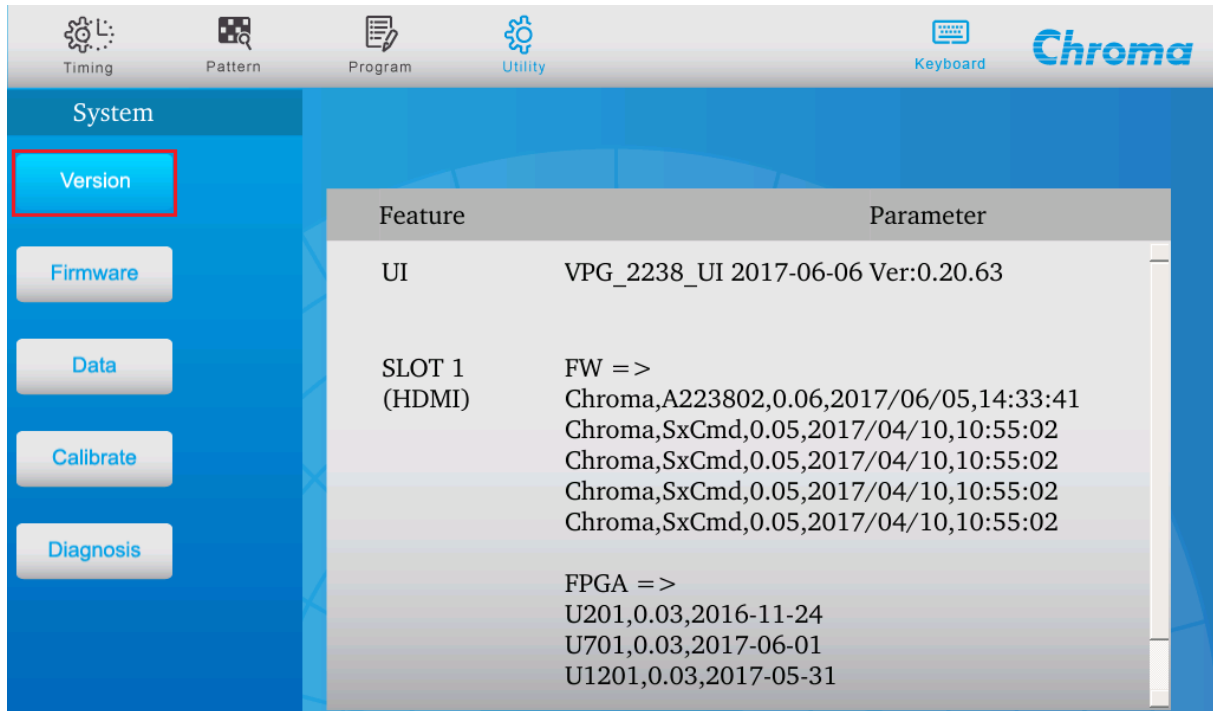 Timing
Pattern
Program
Utility
Keyboard
Chroma
System
Version
Firmware
Data
Calibrate
Diagnosis
Feature Parameter
UI VPG_2238_UI 2017-06-06 Ver:0.20.63
SLOT 1 FW =>
(HDMI) Chroma,A223802,0.06,2017/06/05,14:33:41
Chroma,SxCmd,0.05,2017/04/10,10:55:02
Chroma,SxCmd,0.05,2017/04/10,10:55:02
Chroma,SxCmd,0.05,2017/04/10,10:55:02
Chroma,SxCmd,0.05,2017/04/10,10:55:02
FPGA =>
U201,0.03,2016-11-24
U701,0.03,2017-06-01
U1201,0.03,2017-05-31